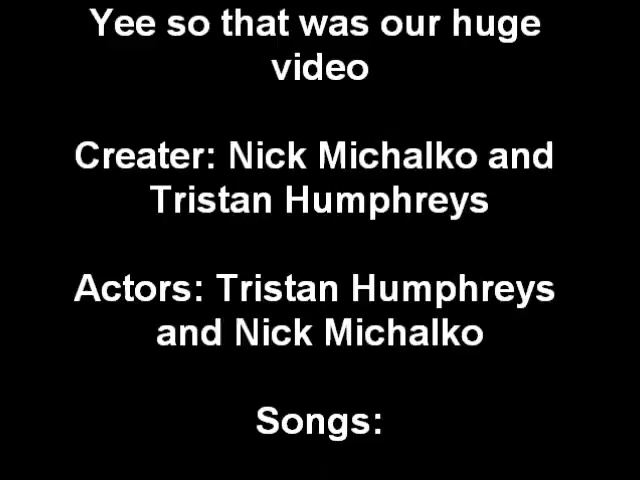 Yee so that was our huge
video
Creater: Nick Michalko and
Tristan Humphreys
Actors: Tristan Humphreys
and Nick Michalko
Songs: